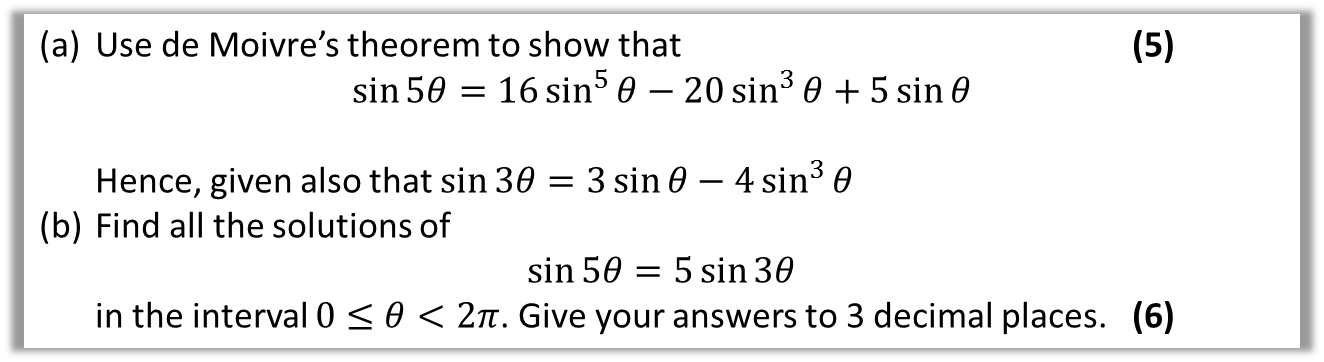 (a) Use de Moivre's theorem to show that (5)
sin 5θ = 16 sin⁵ θ − 20 sin³ θ + 5 sin θ
Hence, given also that sin 3θ = 3 sin θ − 4 sin³ θ
(b) Find all the solutions of
sin 5θ = 5 sin 3θ
in the interval 0 ≤ θ < 2π. Give your answers to 3 decimal places. (6)